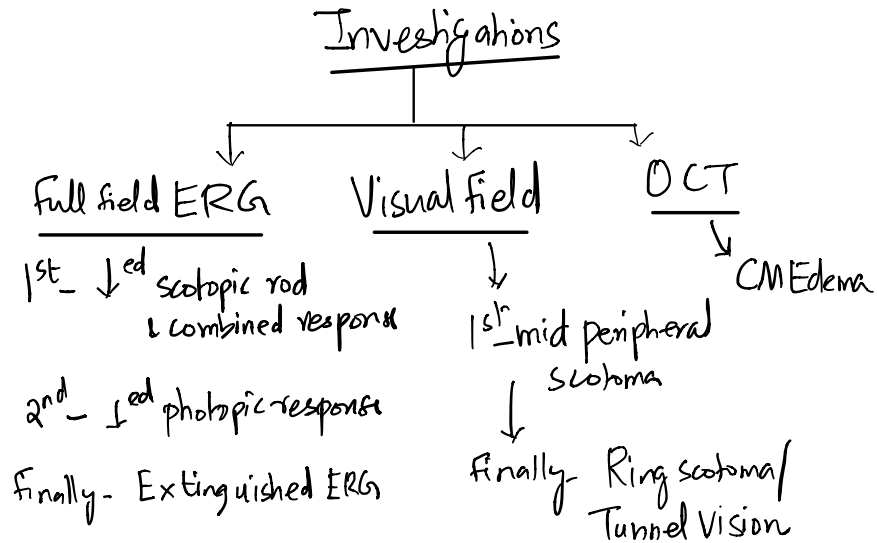 Investigations
Full field ERG
1st- ↓ed scotopic rod
& combined response
2nd- ↓ed photopic response
Finally- Extinguished ERG
Visual field
1st-mid peripheral
scotoma
Finally- Ring scotoma/
Tunnel Vision
OCT
CMEdema